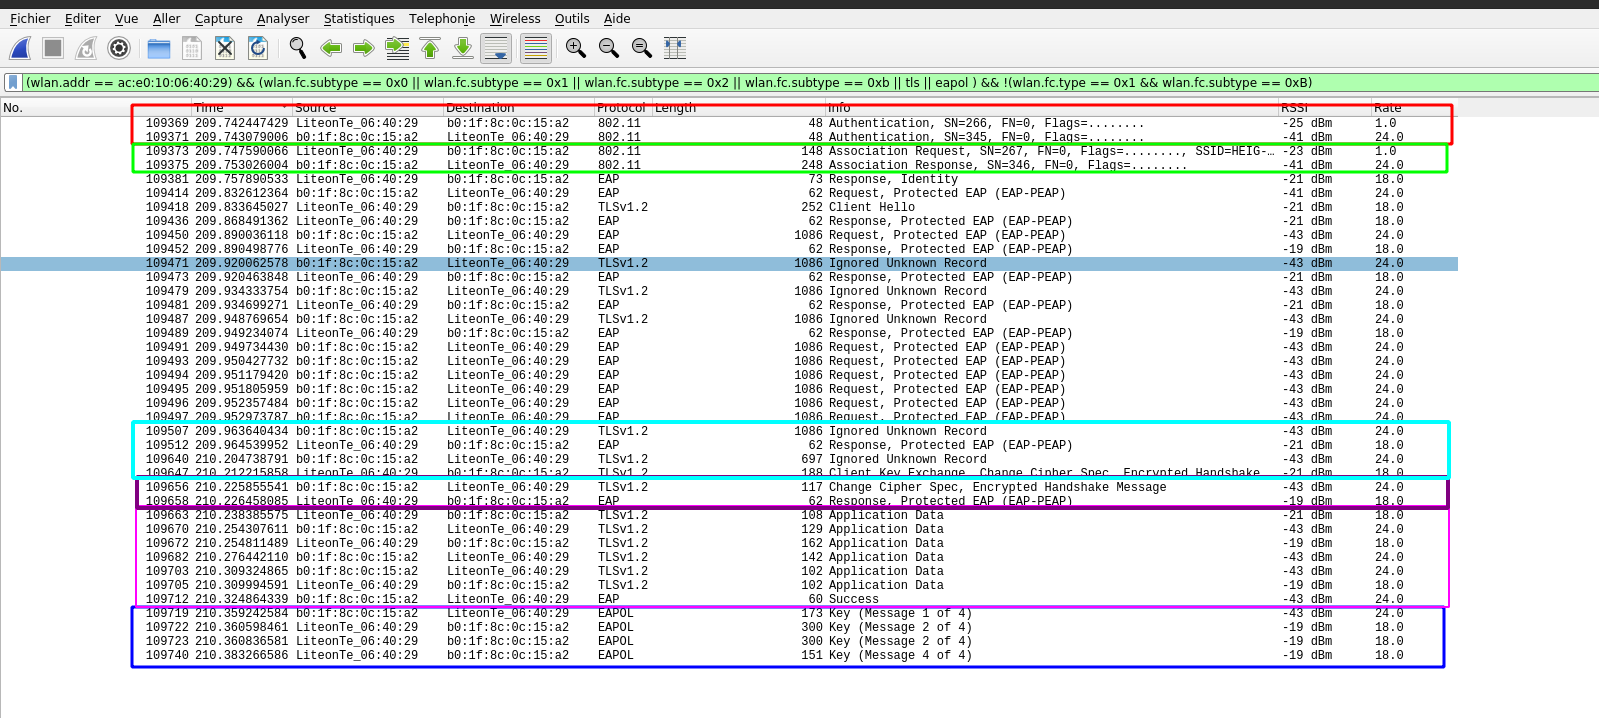 Fichier Editer Vue Aller Capture Analyser Statistiques Telephonie Wireless Outils Aide
(wlan.addr == ac:e0:10:06:40:29) && (wlan.fc.subtype == 0x0 || wlan.fc.subtype == 0x1 || wlan.fc.subtype == 0x2 || wlan.fc.subtype == 0xb || tls || eapol ) && !(wlan.fc.type == 0x1 && wlan.fc.subtype == 0xB)
No. Time Source Destination Protocol Length Info RSSI Rate
109369 209.742447429 LiteonTe_06:40:29 b0:1f:8c:0c:15:a2 802.11 48 Authentication, SN=266, FN=0, Flags=........ -25 dBm 1.0
109371 209.743079006 b0:1f:8c:0c:15:a2 LiteonTe_06:40:29 802.11 48 Authentication, SN=345, FN=0, Flags=........ -41 dBm 24.0
109373 209.747590066 LiteonTe_06:40:29 b0:1f:8c:0c:15:a2 802.11 148 Association Request, SN=267, FN=0, Flags=........, SSID=HEIG-… -23 dBm 1.0
109375 209.753026004 b0:1f:8c:0c:15:a2 LiteonTe_06:40:29 802.11 248 Association Response, SN=346, FN=0, Flags=........ -41 dBm 24.0
109381 209.757890533 LiteonTe_06:40:29 b0:1f:8c:0c:15:a2 EAP 73 Response, Identity -21 dBm 18.0
109414 209.832612364 b0:1f:8c:0c:15:a2 LiteonTe_06:40:29 EAP 62 Request, Protected EAP (EAP-PEAP) -41 dBm 24.0
109418 209.833645027 LiteonTe_06:40:29 b0:1f:8c:0c:15:a2 TLSv1.2 252 Client Hello -21 dBm 18.0
109436 209.868491362 LiteonTe_06:40:29 b0:1f:8c:0c:15:a2 EAP 62 Response, Protected EAP (EAP-PEAP) -21 dBm 18.0
109450 209.890036118 b0:1f:8c:0c:15:a2 LiteonTe_06:40:29 EAP 1086 Request, Protected EAP (EAP-PEAP) -43 dBm 24.0
109452 209.890498776 LiteonTe_06:40:29 b0:1f:8c:0c:15:a2 EAP 62 Response, Protected EAP (EAP-PEAP) -19 dBm 18.0
109471 209.920062578 b0:1f:8c:0c:15:a2 LiteonTe_06:40:29 TLSv1.2 1086 Ignored Unknown Record -43 dBm 24.0
109473 209.920463848 LiteonTe_06:40:29 b0:1f:8c:0c:15:a2 EAP 62 Response, Protected EAP (EAP-PEAP) -21 dBm 18.0
109479 209.934333754 b0:1f:8c:0c:15:a2 LiteonTe_06:40:29 TLSv1.2 1086 Ignored Unknown Record -43 dBm 24.0
109481 209.934699271 LiteonTe_06:40:29 b0:1f:8c:0c:15:a2 EAP 62 Response, Protected EAP (EAP-PEAP) -21 dBm 18.0
109487 209.948769654 b0:1f:8c:0c:15:a2 LiteonTe_06:40:29 TLSv1.2 1086 Ignored Unknown Record -43 dBm 24.0
109489 209.949234074 LiteonTe_06:40:29 b0:1f:8c:0c:15:a2 EAP 62 Response, Protected EAP (EAP-PEAP) -19 dBm 18.0
109491 209.949734430 b0:1f:8c:0c:15:a2 LiteonTe_06:40:29 EAP 1086 Request, Protected EAP (EAP-PEAP) -43 dBm 24.0
109493 209.950427732 b0:1f:8c:0c:15:a2 LiteonTe_06:40:29 EAP 1086 Request, Protected EAP (EAP-PEAP) -43 dBm 24.0
109494 209.951179420 b0:1f:8c:0c:15:a2 LiteonTe_06:40:29 EAP 1086 Request, Protected EAP (EAP-PEAP) -43 dBm 24.0
109495 209.951805959 b0:1f:8c:0c:15:a2 LiteonTe_06:40:29 EAP 1086 Request, Protected EAP (EAP-PEAP) -43 dBm 24.0
109496 209.952357484 b0:1f:8c:0c:15:a2 LiteonTe_06:40:29 EAP 1086 Request, Protected EAP (EAP-PEAP) -43 dBm 24.0
109497 209.952973787 b0:1f:8c:0c:15:a2 LiteonTe_06:40:29 EAP 1086 Request, Protected EAP (EAP-PEAP) -43 dBm 24.0
109507 209.963640434 b0:1f:8c:0c:15:a2 LiteonTe_06:40:29 TLSv1.2 1086 Ignored Unknown Record -43 dBm 24.0
109512 209.964539952 LiteonTe_06:40:29 b0:1f:8c:0c:15:a2 EAP 62 Response, Protected EAP (EAP-PEAP) -21 dBm 18.0
109640 210.204738791 b0:1f:8c:0c:15:a2 LiteonTe_06:40:29 TLSv1.2 697 Ignored Unknown Record -43 dBm 24.0
109647 210.212215858 LiteonTe_06:40:29 b0:1f:8c:0c:15:a2 TLSv1.2 188 Client Key Exchange, Change Cipher Spec, Encrypted Handshake -21 dBm 18.0
109656 210.225855541 b0:1f:8c:0c:15:a2 LiteonTe_06:40:29 TLSv1.2 117 Change Cipher Spec, Encrypted Handshake Message -43 dBm 24.0
109658 210.226458085 LiteonTe_06:40:29 b0:1f:8c:0c:15:a2 EAP 62 Response, Protected EAP (EAP-PEAP) -19 dBm 18.0
109663 210.238385575 LiteonTe_06:40:29 b0:1f:8c:0c:15:a2 TLSv1.2 108 Application Data -21 dBm 18.0
109670 210.254307611 b0:1f:8c:0c:15:a2 LiteonTe_06:40:29 TLSv1.2 129 Application Data -43 dBm 24.0
109672 210.254811489 LiteonTe_06:40:29 b0:1f:8c:0c:15:a2 TLSv1.2 162 Application Data -19 dBm 18.0
109682 210.276442110 b0:1f:8c:0c:15:a2 LiteonTe_06:40:29 TLSv1.2 142 Application Data -43 dBm 24.0
109703 210.309324865 b0:1f:8c:0c:15:a2 LiteonTe_06:40:29 TLSv1.2 102 Application Data -43 dBm 24.0
109705 210.309994591 LiteonTe_06:40:29 b0:1f:8c:0c:15:a2 TLSv1.2 102 Application Data -19 dBm 18.0
109712 210.324864339 b0:1f:8c:0c:15:a2 LiteonTe_06:40:29 EAP 60 Success -43 dBm 24.0
109719 210.359242584 b0:1f:8c:0c:15:a2 LiteonTe_06:40:29 EAPOL 173 Key (Message 1 of 4) -43 dBm 24.0
109722 210.360598461 LiteonTe_06:40:29 b0:1f:8c:0c:15:a2 EAPOL 300 Key (Message 2 of 4) -19 dBm 18.0
109723 210.360836581 LiteonTe_06:40:29 b0:1f:8c:0c:15:a2 EAPOL 300 Key (Message 2 of 4) -19 dBm 18.0
109740 210.383266586 LiteonTe_06:40:29 b0:1f:8c:0c:15:a2 EAPOL 151 Key (Message 4 of 4) -19 dBm 18.0